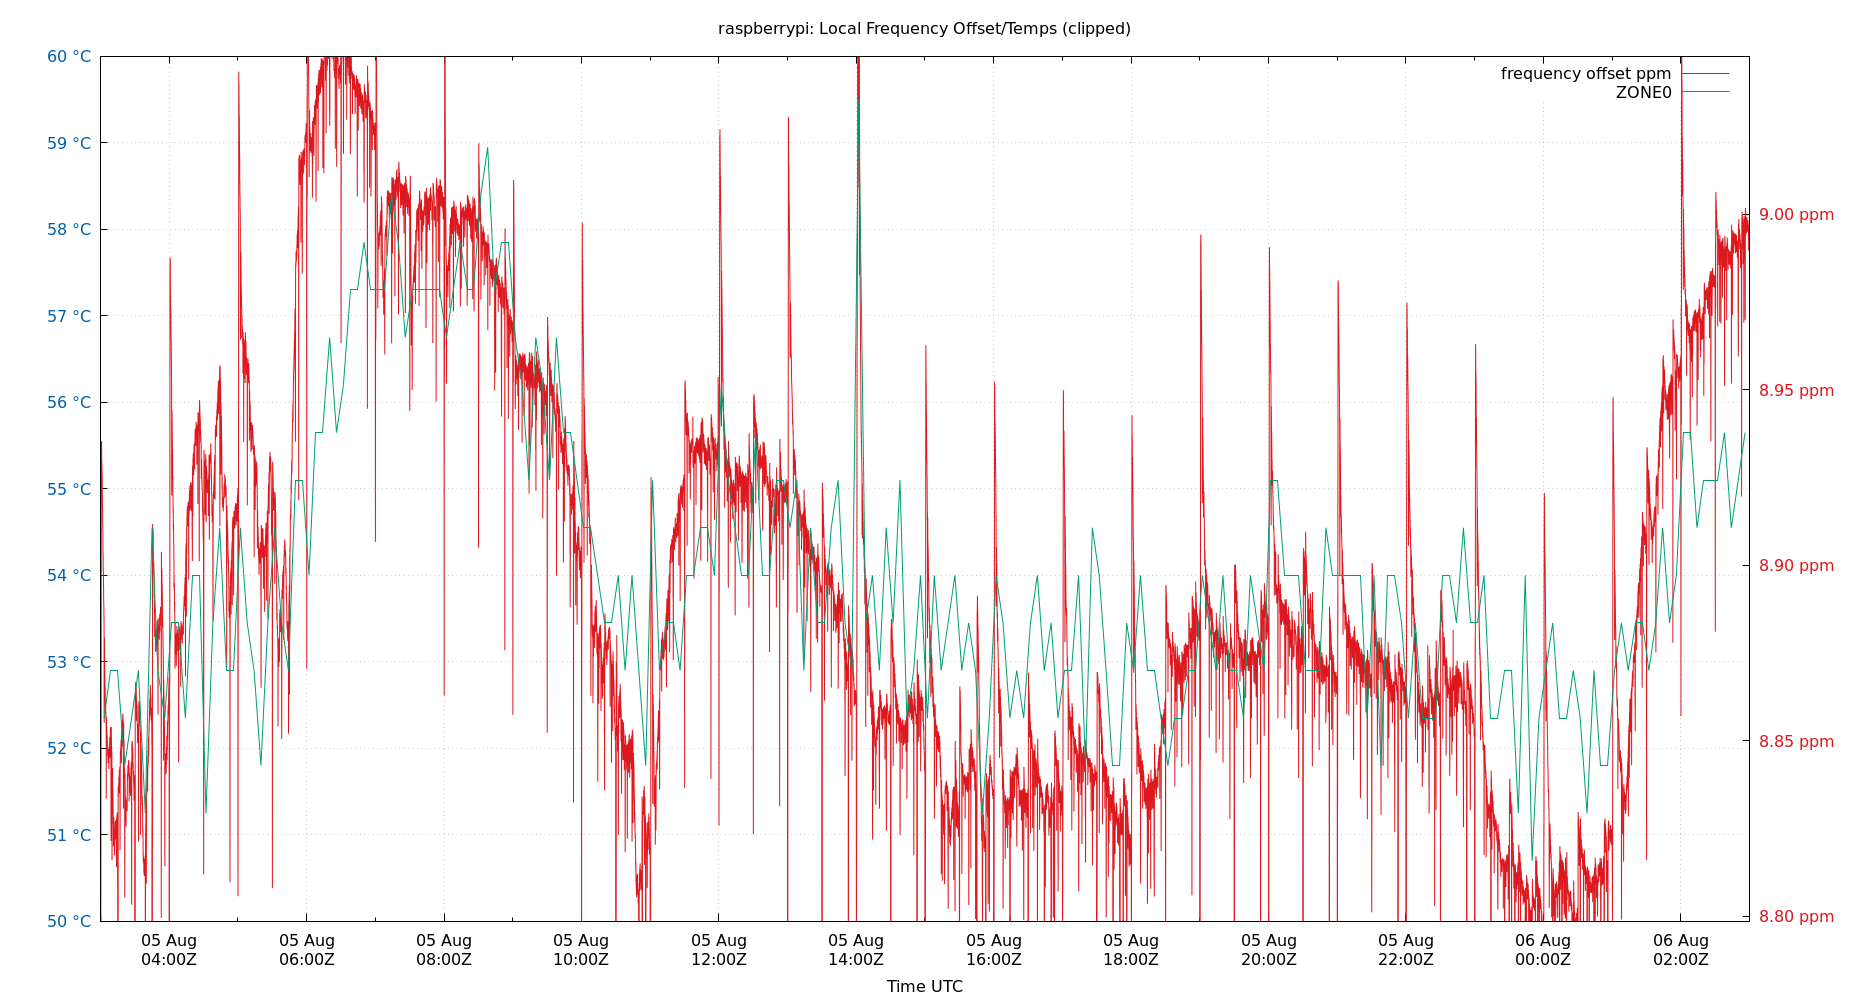 raspberrypi: Local Frequency Offset/Temps (clipped)
frequency offset ppm
ZONE0
60 °C
59 °C
58 °C
57 °C
56 °C
55 °C
54 °C
53 °C
52 °C
51 °C
50 °C
9.00 ppm
8.95 ppm
8.90 ppm
8.85 ppm
8.80 ppm
05 Aug 05 Aug 05 Aug 05 Aug 05 Aug 05 Aug 05 Aug 05 Aug 05 Aug 05 Aug 06 Aug 06 Aug
04:00Z 06:00Z 08:00Z 10:00Z 12:00Z 14:00Z 16:00Z 18:00Z 20:00Z 22:00Z 00:00Z 02:00Z
Time UTC